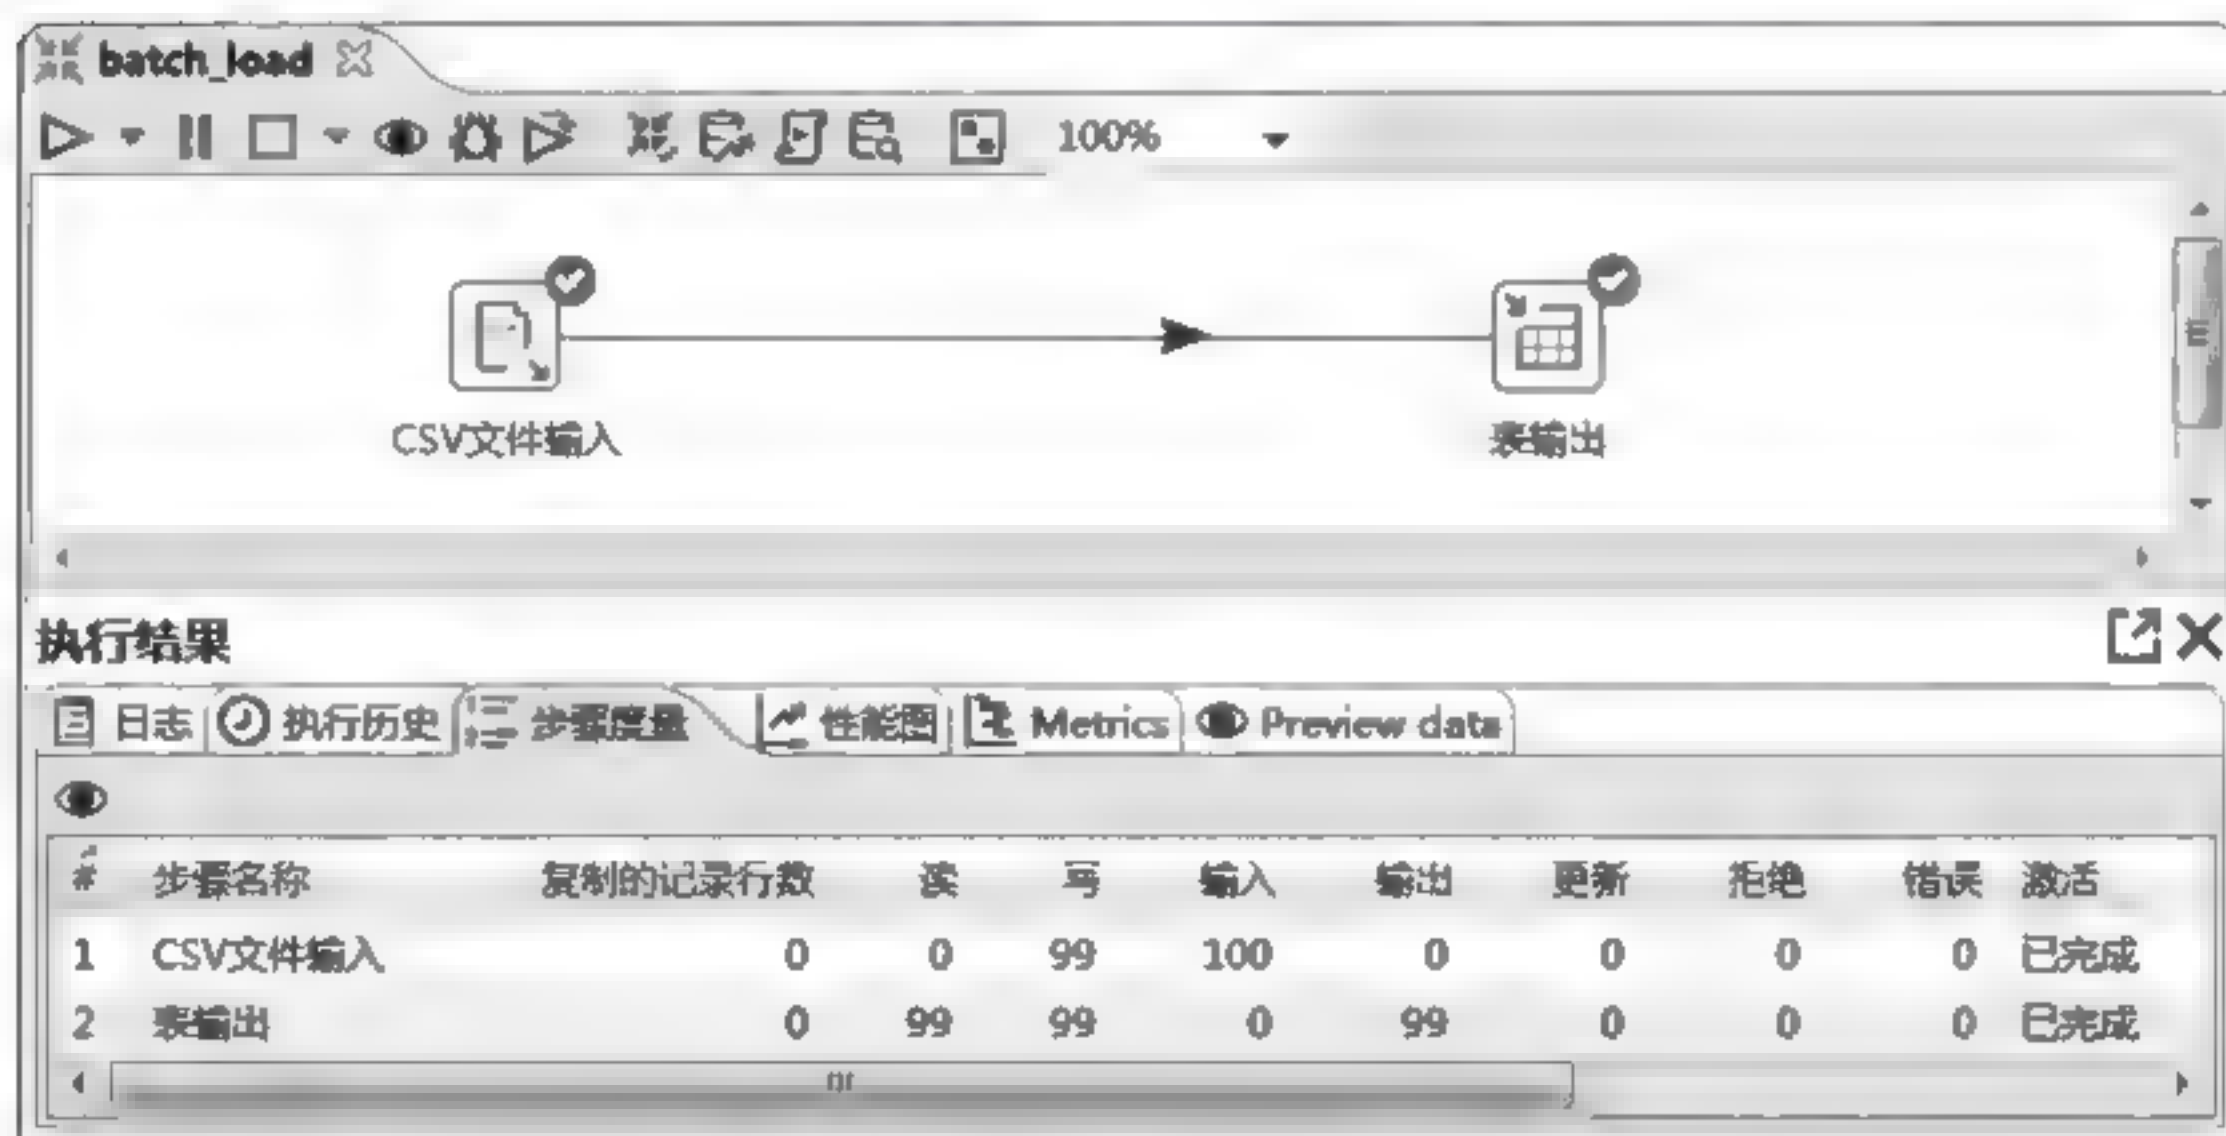 batch_load
100%
CSV文件输入 表输出
执行结果
日志 执行历史 步骤度量 性能图 Metrics Preview data
# 步骤名称 复制的记录行数 读 写 输入 输出 更新 拒绝 错误 激活
1 CSV文件输入 0 0 99 100 0 0 0 0 已完成
2 表输出 0 99 99 0 99 0 0 0 已完成